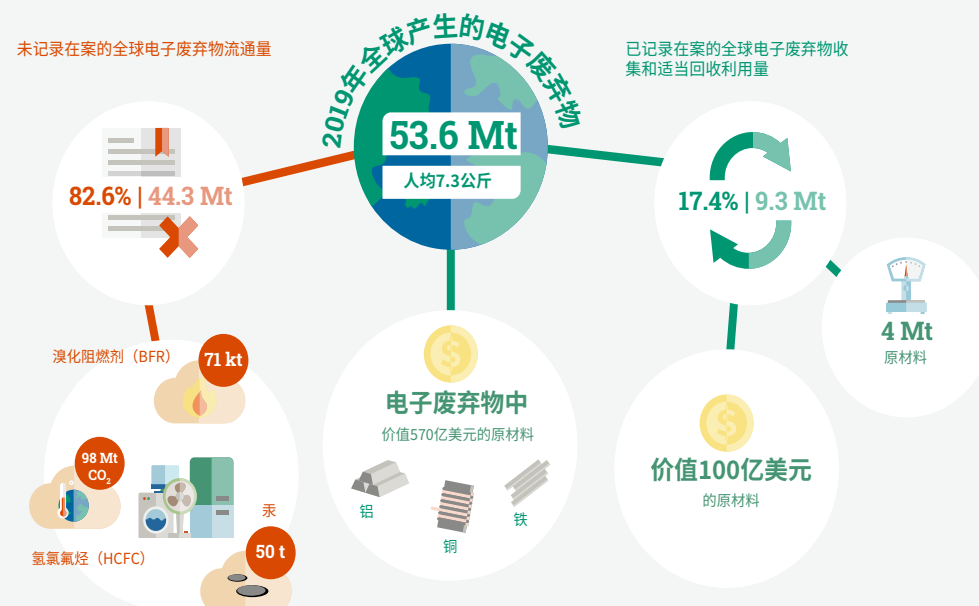 2019年全球产生的电子废弃物
未记录在案的全球电子废弃物流通量
已记录在案的全球电子废弃物收
集和适当回收利用量
53.6 Mt
人均7.3公斤
82.6% | 44.3 Mt
17.4% | 9.3 Mt
4 Mt
原材料
溴化阻燃剂（BFR）
71 kt
98 Mt
CO₂
汞
50 t
氢氯氟烃（HCFC）
电子废弃物中
价值570亿美元的原材料
铝
铜
铁
价值100亿美元
的原材料